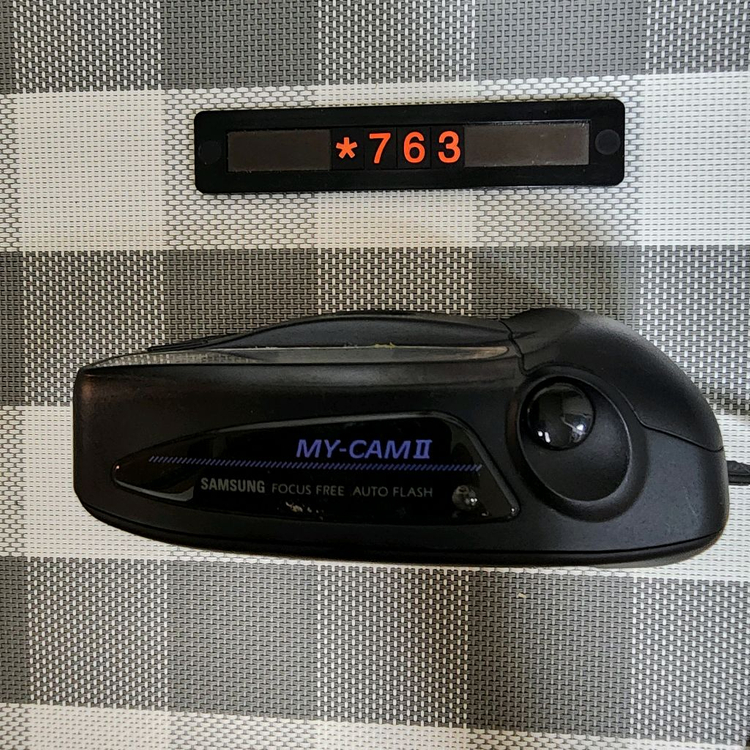 *763
MY-CAMⅡ
SAMSUNG FOCUS FREE AUTO FLASH